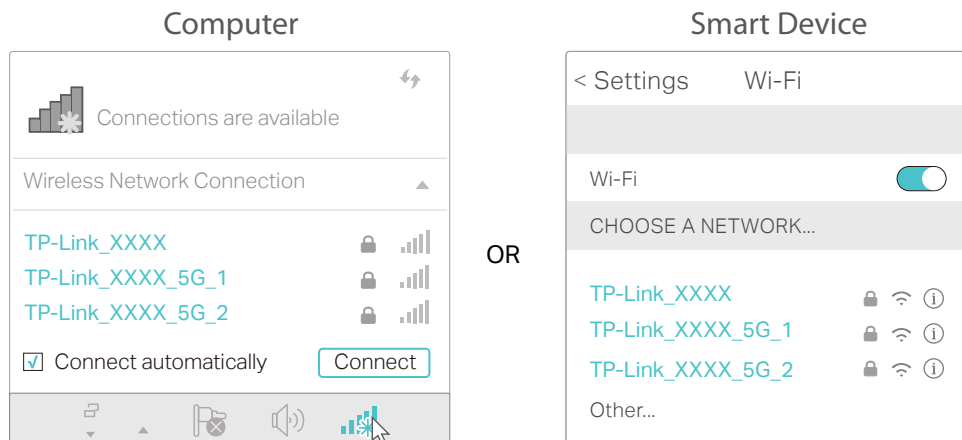 Computer
Connections are available
Wireless Network Connection
TP-Link_XXXX
TP-Link_XXXX_5G_1
TP-Link_XXXX_5G_2
Connect automatically
Connect
OR
Smart Device
< Settings Wi-Fi
Wi-Fi
CHOOSE A NETWORK...
TP-Link_XXXX
TP-Link_XXXX_5G_1
TP-Link_XXXX_5G_2
Other...